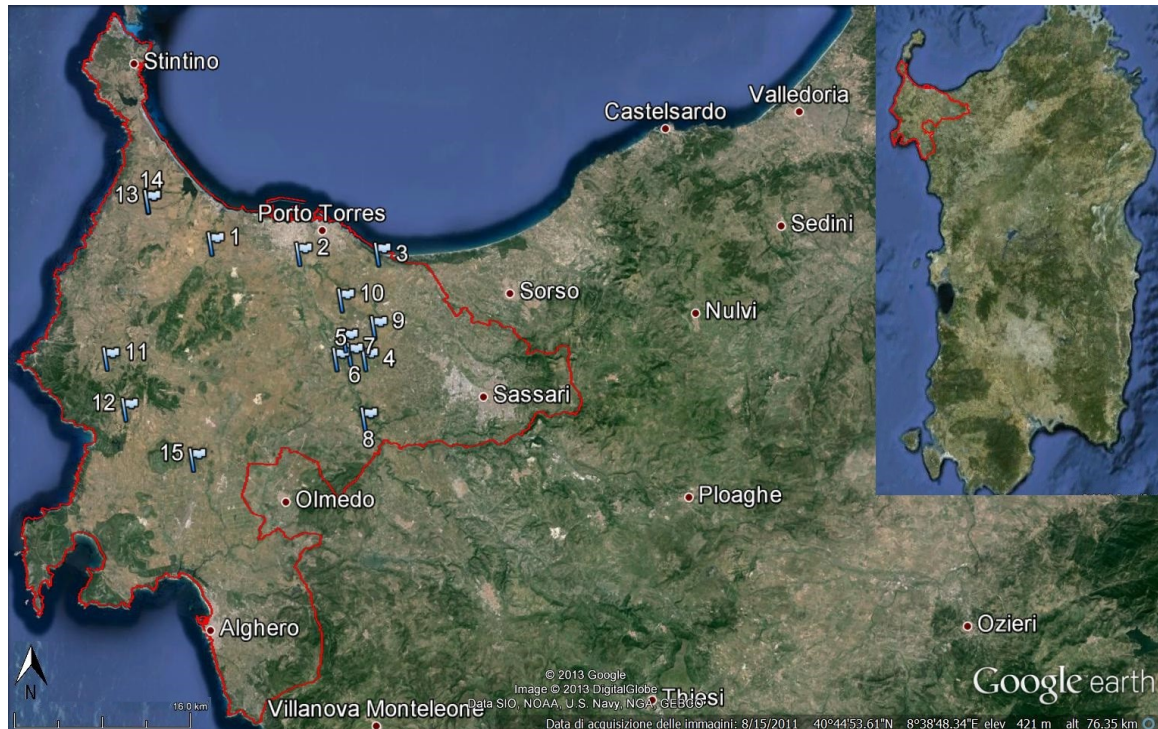 Stintino
Castelsardo
Valledoria
13
14
Porto Torres
1
2
3
Sedini
10
Sorso
Nulvi
9
5
7
4
6
11
12
Sassari
8
15
Olmedo
Ploaghe
Alghero
Ozieri
N
16.0 km
© 2013 Google
Image © 2013 DigitalGlobe
Data SIO, NOAA, U.S. Navy, NGA, GEBCO
Google earth
Villanova Monteleone
Thiesi
Data di acquisizione delle immagini: 8/15/2011 40°44'53.61"N 8°38'48.34"E elev 421 m alt 76.35 km